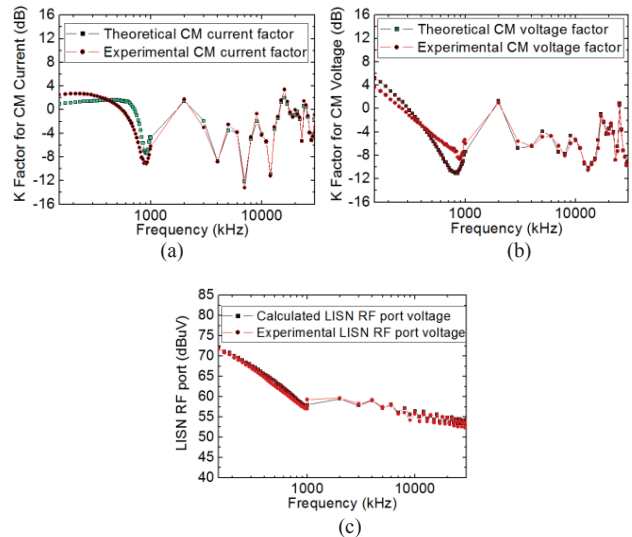 K Factor for CM Current (dB)
16
12
8
4
0
-4
-8
-12
-16
Theoretical CM current factor
Experimental CM current factor
1000
10000
Frequency (kHz)
(a)
K Factor for CM Voltage (dB)
16
12
8
4
0
-4
-8
-12
-16
Theoretical CM voltage factor
Experimental CM voltage factor
1000
10000
Frequency (kHz)
(b)
LISN RF port (dBuV)
85
80
75
70
65
60
55
50
45
40
Calculated LISN RF port voltage
Experimental LISN RF port voltage
1000
10000
Frequency (kHz)
(c)